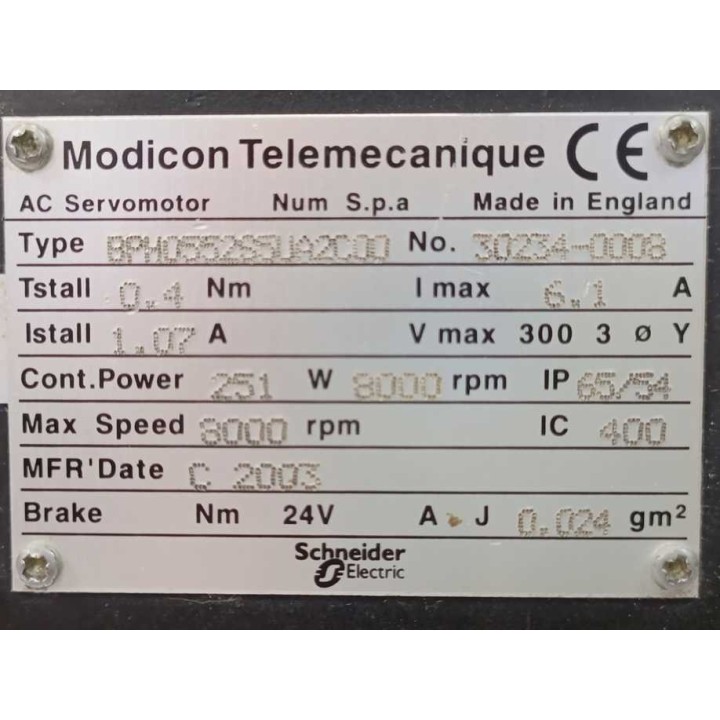 Modicon Telemecanique CE
AC Servomotor Num S.p.a Made in England
Type BPM0552S5UA2C00 No. 30234-0008
Tstall 0.4 Nm I max 6.1 A
Istall 1.07 A V max 300 3 ø Y
Cont.Power 251 W 8000 rpm IP 65/54
Max Speed 8000 rpm IC 400
MFR'Date C 2003
Brake Nm 24V A J 0.024 gm²
Schneider
Electric